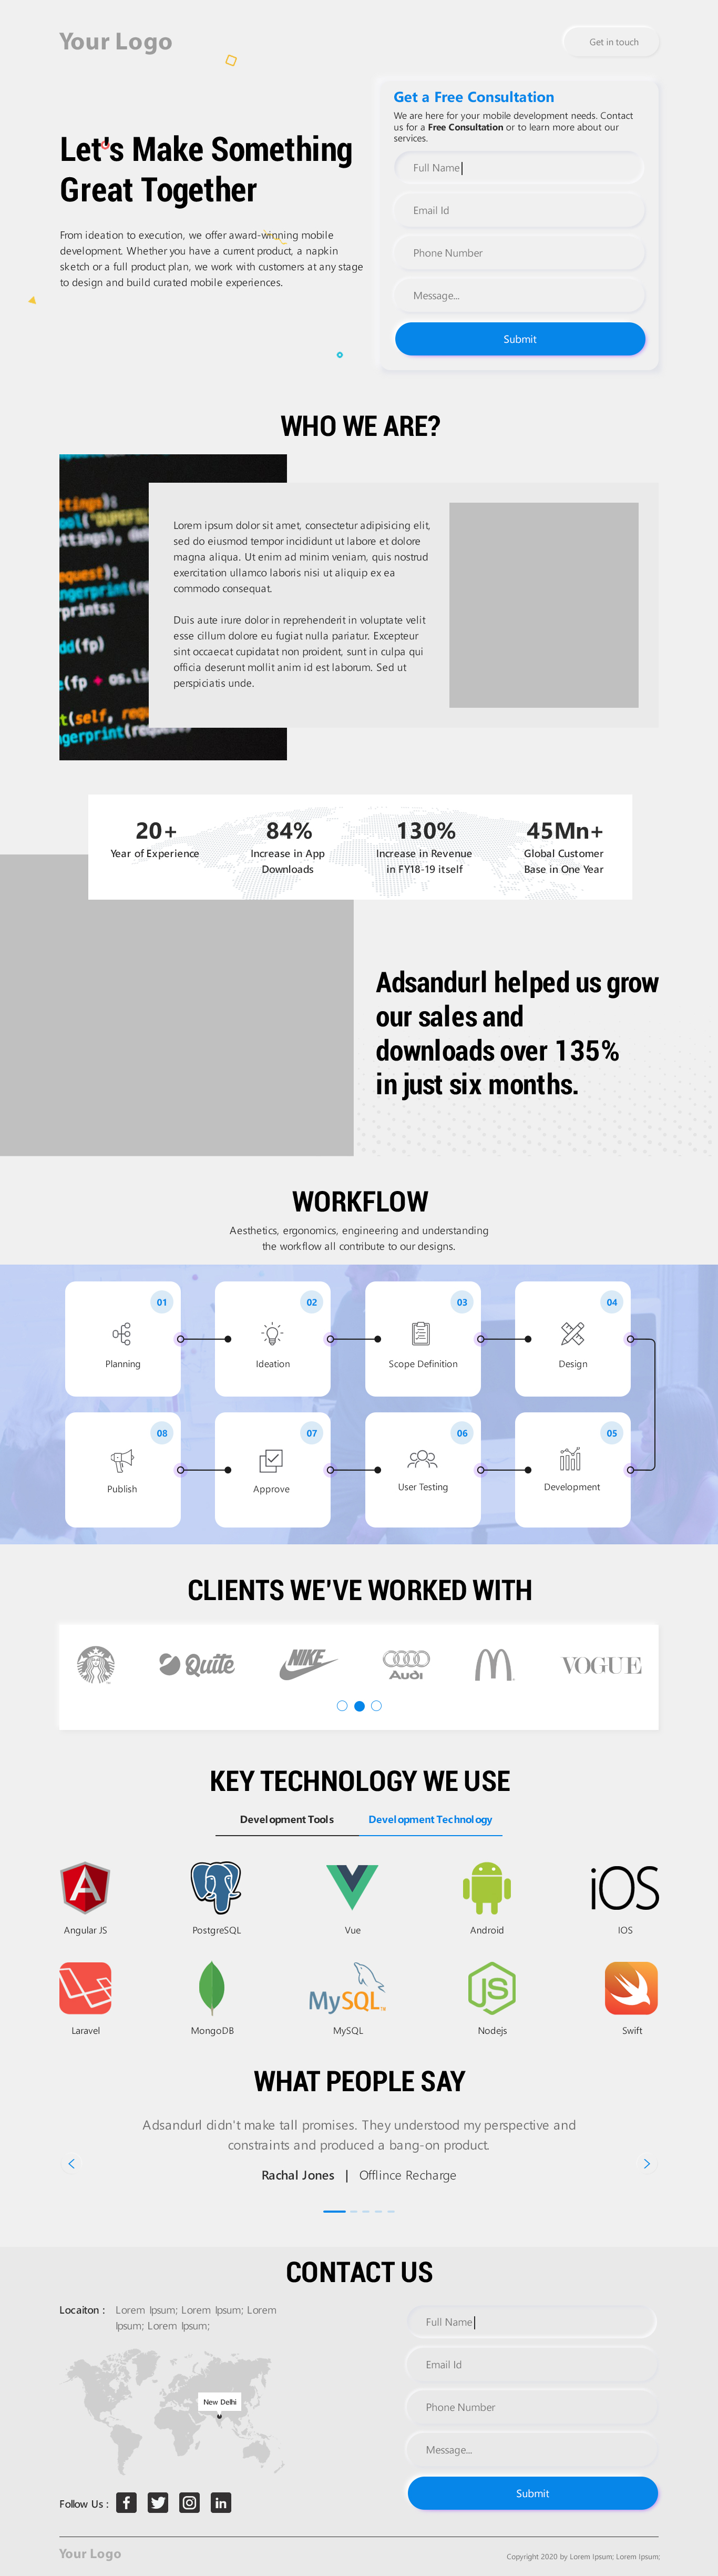 Your Logo
Get in touch
Let's Make Something
Great Together
From ideation to execution, we offer award-winning mobile
development. Whether you have a current product, a napkin
sketch or a full product plan, we work with customers at any stage
to design and build curated mobile experiences.
Get a Free Consultation
We are here for your mobile development needs. Contact
us for a Free Consultation or to learn more about our
services.
Full Name
Email Id
Phone Number
Message...
Submit
WHO WE ARE?
ttings):
request):
ngerprint(
rprints:
dd(fp)
(fp + os.li
t(self, requ
ngerprint(reques
Lorem ipsum dolor sit amet, consectetur adipisicing elit,
sed do eiusmod tempor incididunt ut labore et dolore
magna aliqua. Ut enim ad minim veniam, quis nostrud
exercitation ullamco laboris nisi ut aliquip ex ea
commodo consequat.
Duis aute irure dolor in reprehenderit in voluptate velit
esse cillum dolore eu fugiat nulla pariatur. Excepteur
sint occaecat cupidatat non proident, sunt in culpa qui
officia deserunt mollit anim id est laborum. Sed ut
perspiciatis unde.
20+
Year of Experience
84%
Increase in App
Downloads
130%
Increase in Revenue
in FY18-19 itself
45Mn+
Global Customer
Base in One Year
Adsandurl helped us grow
our sales and
downloads over 135%
in just six months.
WORKFLOW
Aesthetics, ergonomics, engineering and understanding
the workflow all contribute to our designs.
01
Planning
02
Ideation
03
Scope Definition
04
Design
08
Publish
07
Approve
06
User Testing
05
Development
CLIENTS WE'VE WORKED WITH
Quite
NIKE
Audi
VOGUE
KEY TECHNOLOGY WE USE
Development Tools
Development Technology
Angular JS
PostgreSQL
Vue
Android
iOS
IOS
Laravel
MongoDB
MySQL™
MySQL
JS
Nodejs
Swift
WHAT PEOPLE SAY
Adsandurl didn't make tall promises. They understood my perspective and
constraints and produced a bang-on product.
Rachal Jones | Offlince Recharge
CONTACT US
Locaiton : Lorem Ipsum; Lorem Ipsum; Lorem
Ipsum; Lorem Ipsum;
New Delhi
Follow Us :
Full Name
Email Id
Phone Number
Message...
Submit
Your Logo
Copyright 2020 by Lorem Ipsum; Lorem Ipsum;